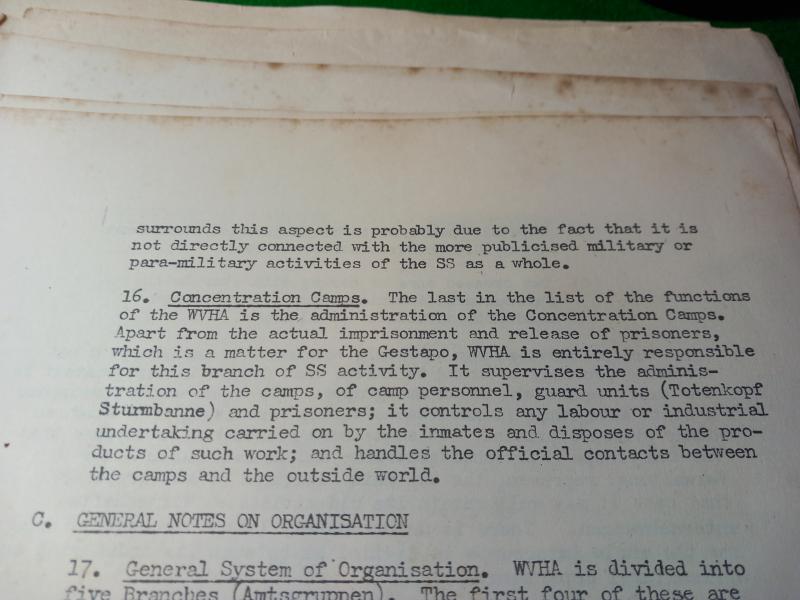 surrounds this aspect is probably due to the fact that it is
not directly connected with the more publicised military or
para-military activities of the SS as a whole.
16. Concentration Camps. The last in the list of the functions
of the WVHA is the administration of the Concentration Camps.
Apart from the actual imprisonment and release of prisoners,
which is a matter for the Gestapo, WVHA is entirely responsible
for this branch of SS activity. It supervises the adminis-
tration of the camps, of camp personnel, guard units (Totenkopf
Sturmbanne) and prisoners; it controls any labour or industrial
undertaking carried on by the inmates and disposes of the pro-
ducts of such work; and handles the official contacts between
the camps and the outside world.
C. GENERAL NOTES ON ORGANISATION
17. General System of Organisation. WVHA is divided into
five Branches (Amtsgruppen). The first four of these are